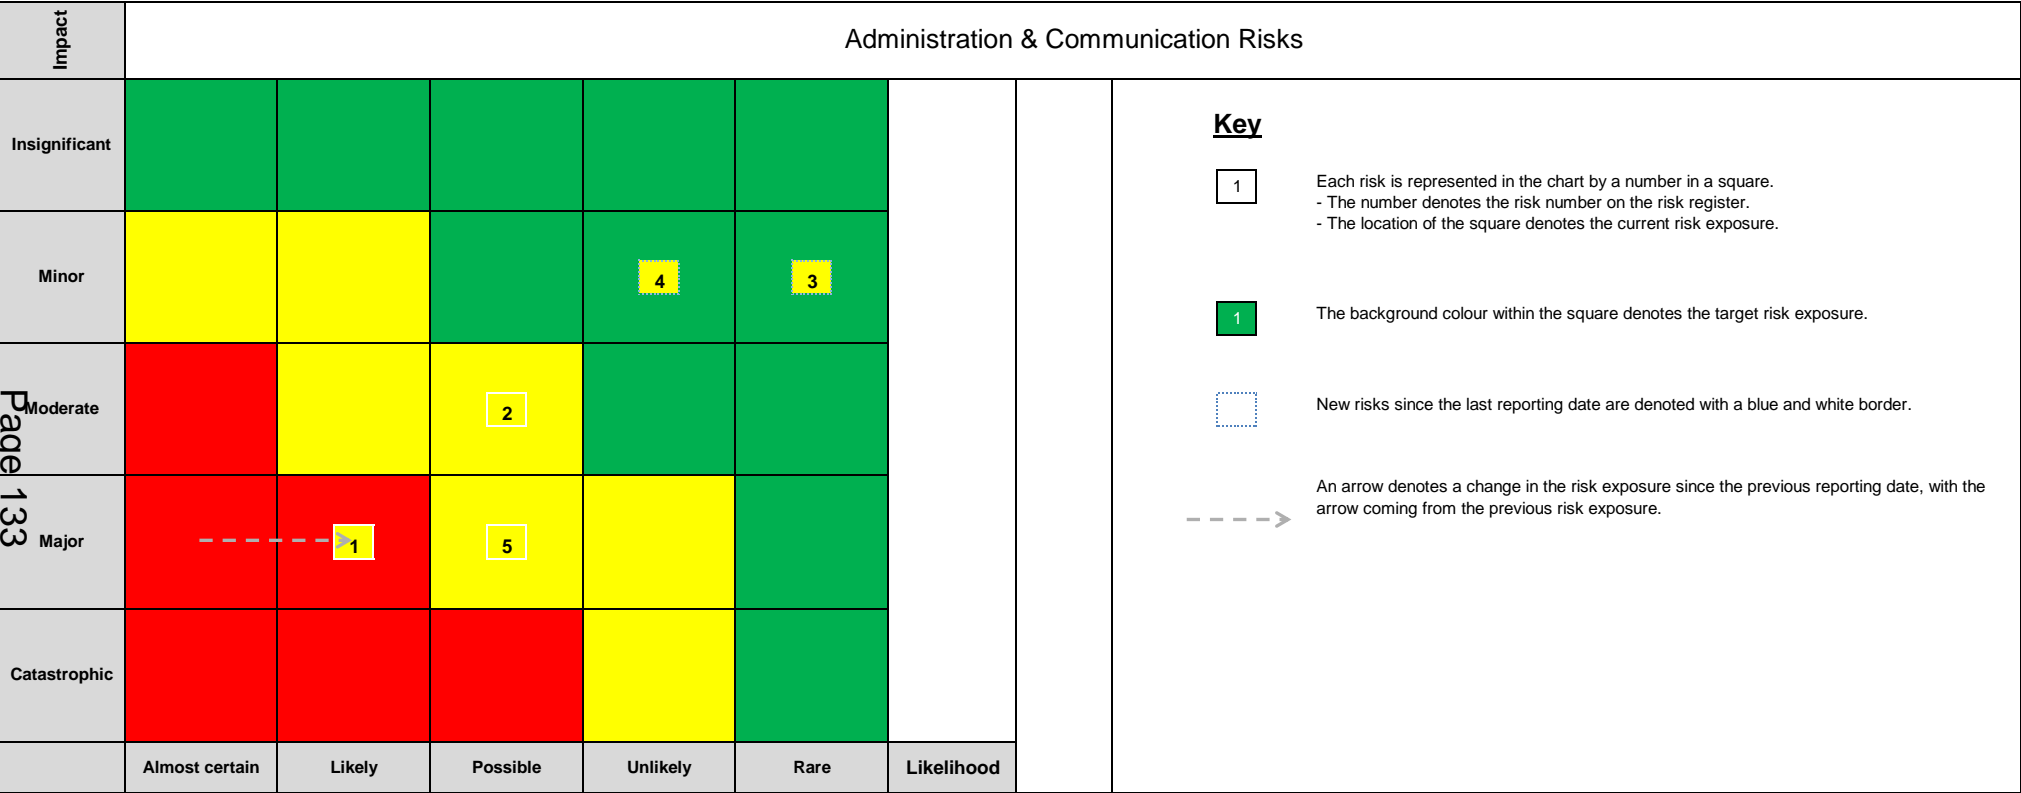 Impact
Administration & Communication Risks
Insignificant
Minor
4
3
Moderate
2
Major
1
5
Catastrophic
Almost certain
Likely
Possible
Unlikely
Rare
Likelihood
Key
1
Each risk is represented in the chart by a number in a square.
- The number denotes the risk number on the risk register.
- The location of the square denotes the current risk exposure.
1
The background colour within the square denotes the target risk exposure.
New risks since the last reporting date are denoted with a blue and white border.
An arrow denotes a change in the risk exposure since the previous reporting date, with the
arrow coming from the previous risk exposure.
Page 133